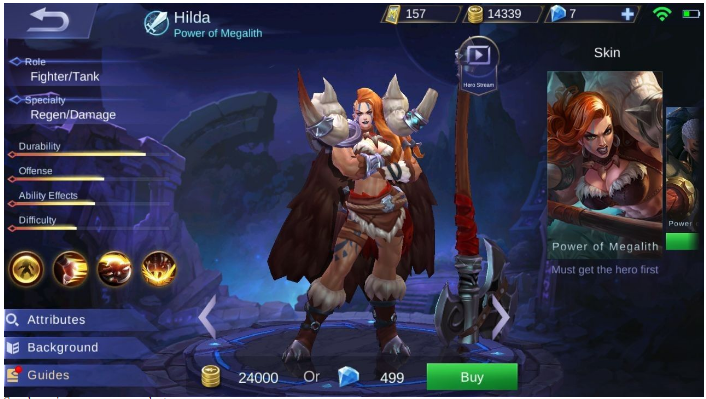 Hilda
Power of Megalith
157
14339
7
Role
Fighter/Tank
Specialty
Regen/Damage
Durability
Offense
Ability Effects
Difficulty
Attributes
Background
Guides
Hero Stream
24000 Or 499
Buy
Skin
Power of Megalith
Power
Must get the hero first